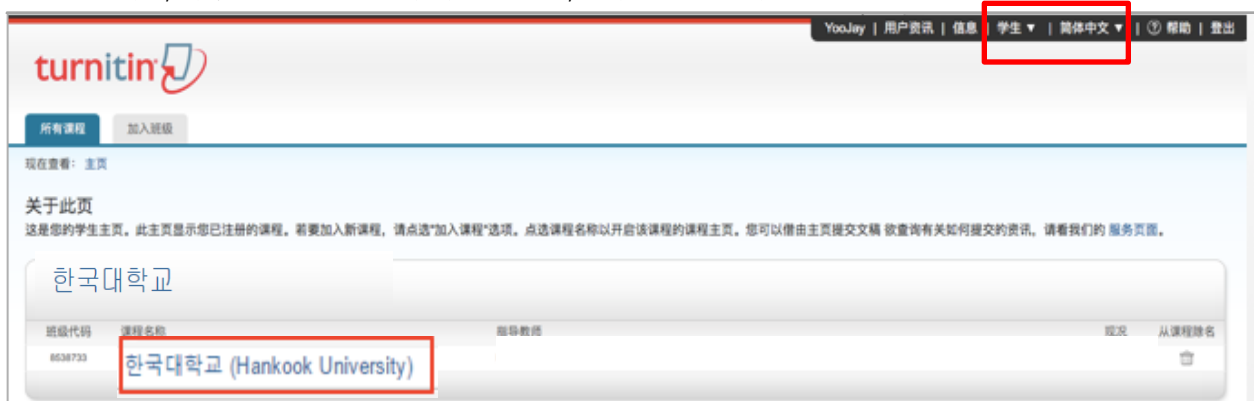 YooJay | 用户资讯 | 信息 | 学生 ▼ | 简体中文 ▼ | ? 帮助 | 登出
turnitin
所有课程 加入班级
现在查看: 主页
关于此页
这是您的学生主页。此主页显示您已注册的课程。若要加入新课程，请点选"加入课程"选项。点选课程名称以开启该课程的课程主页。您可以借由主页提交文稿 欲查询有关如何提交的资讯，请看我们的 服务页面。
한국대학교
班级代码 课程名称 指导教师 现况 从课程除名
8538733 한국대학교 (Hankook University)